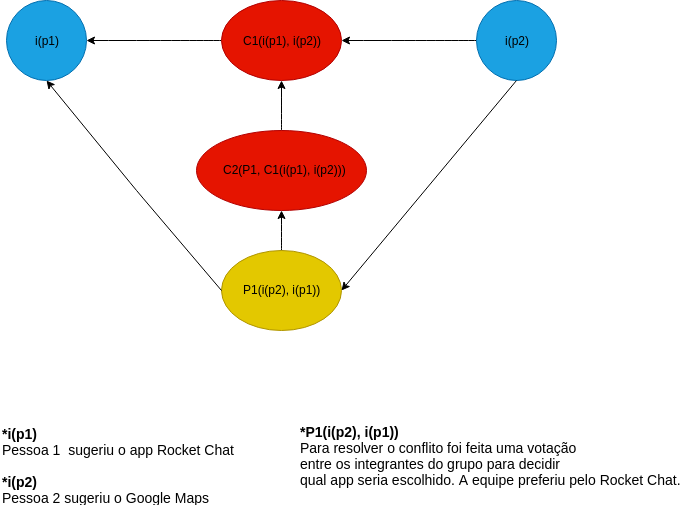 i(p1)
C1(i(p1), i(p2))
i(p2)
C2(P1, C1(i(p1), i(p2)))
P1(i(p2), i(p1))
*i(p1)
Pessoa 1  sugeriu o app Rocket Chat
*i(p2)
Pessoa 2 sugeriu o Google Maps
*P1(i(p2), i(p1))
Para resolver o conflito foi feita uma votação
entre os integrantes do grupo para decidir
qual app seria escolhido. A equipe preferiu pelo Rocket Chat.